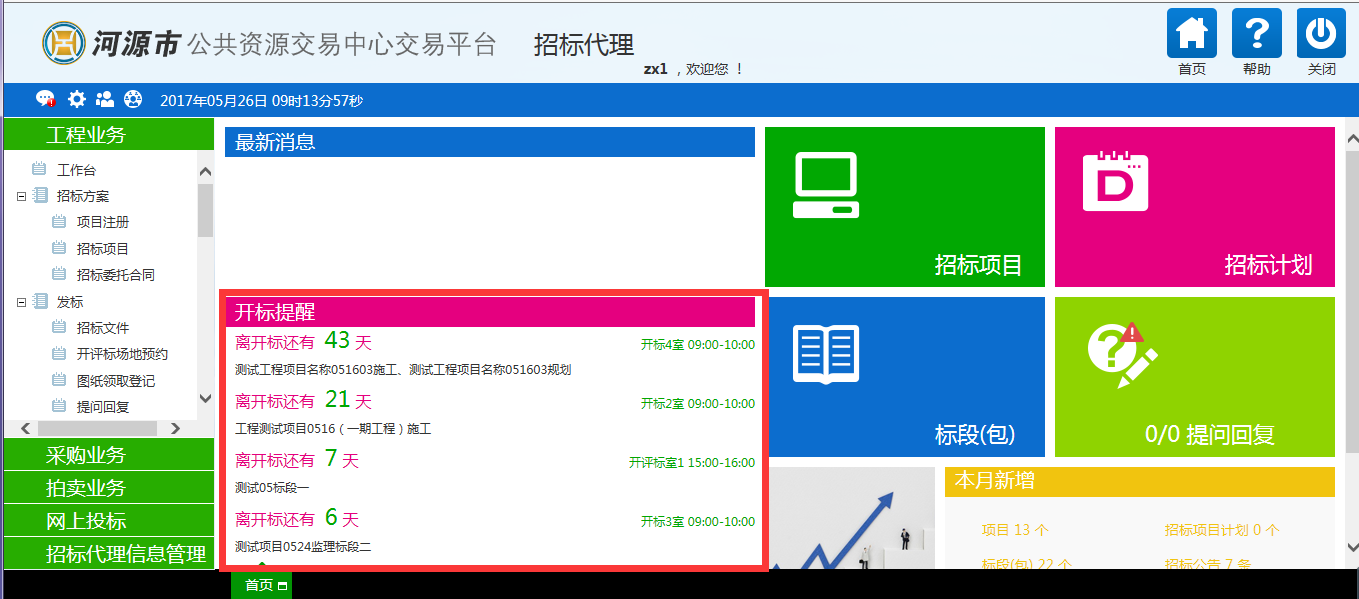 河源市 公共资源交易中心交易平台 招标代理
zx1 ，欢迎您 ！
首页 帮助 关闭
2017年05月26日 09时13分57秒
工程业务
工作台
招标方案
项目注册
招标项目
招标委托合同
发标
招标文件
开评标场地预约
图纸领取登记
提问回复
采购业务
拍卖业务
网上投标
招标代理信息管理
最新消息
开标提醒
离开标还有 43 天 开标4室 09:00-10:00
测试工程项目名称051603施工、测试工程项目名称051603规划
离开标还有 21 天 开标2室 09:00-10:00
工程测试项目0516（一期工程）施工
离开标还有 7 天 开评标室1 15:00-16:00
测试05标段一
离开标还有 6 天 开标3室 09:00-10:00
测试项目0524监理标段二
招标项目
D
招标计划
标段(包)
0/0 提问回复
本月新增
项目 13 个 招标项目计划 0 个
标段(包) 22 个 招标公告 7 条
首页